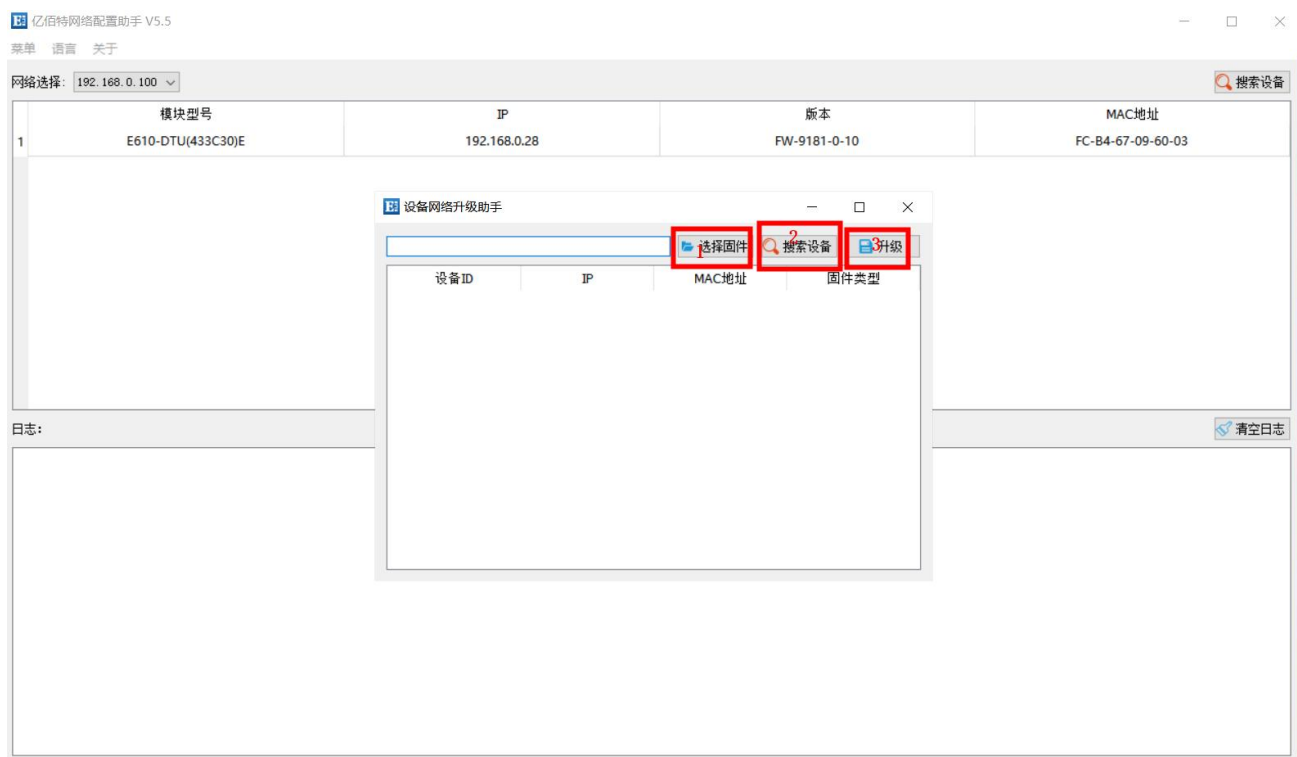 亿佰特网络配置助手 V5.5
菜单 语言 关于
网络选择: 192.168.0.100 搜索设备
模块型号 IP 版本 MAC地址
1 E610-DTU(433C30)E 192.168.0.28 FW-9181-0-10 FC-B4-67-09-60-03
设备网络升级助手
选择固件 搜索设备 升级
1 2 3
设备ID IP MAC地址 固件类型
日志: 清空日志